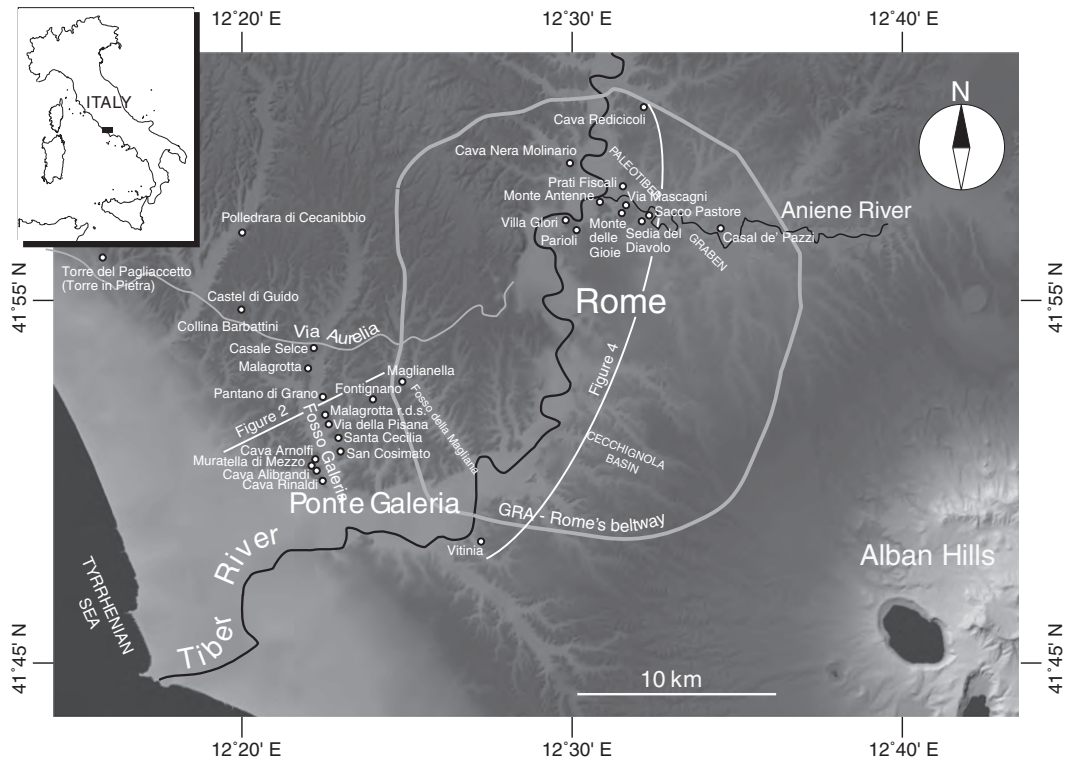 12˚20' E
12˚30' E
12˚40' E
ITALY
N
Cava Redicicoli
Cava Nera Molinario
PALEOTIBER
Prati Fiscali
Monte Antenne
Via Mascagni
Sacco Pastore
Aniene River
Polledrara di Cecanibbio
Villa Glori
Parioli
Monte
delle
Gioie
Sedia del
Diavolo
Casal de' Pazzi
GRABEN
Torre del Pagliaccetto
(Torre in Pietra)
41˚55' N
41˚55' N
Castel di Guido
Rome
Collina Barbattini
Via Aurelia
Casale Selce
Malagrotta
Maglianella
Figure 4
Pantano di Grano
Fontignano
Figure 2
Malagrotta r.d.s.
Via della Pisana
Fosso della Magliana
Santa Cecilia
Fosso Galeria
San Cosimato
Cava Arnolfi
Muratella di Mezzo
Cava Alibrandi
Cava Rinaldi
CECCHIGNOLA
BASIN
Ponte Galeria
GRA - Rome's beltway
Vitinia
Alban Hills
TYRRHENIAN
SEA
Tiber River
41˚45' N
41˚45' N
10 km
12˚20' E
12˚30' E
12˚40' E